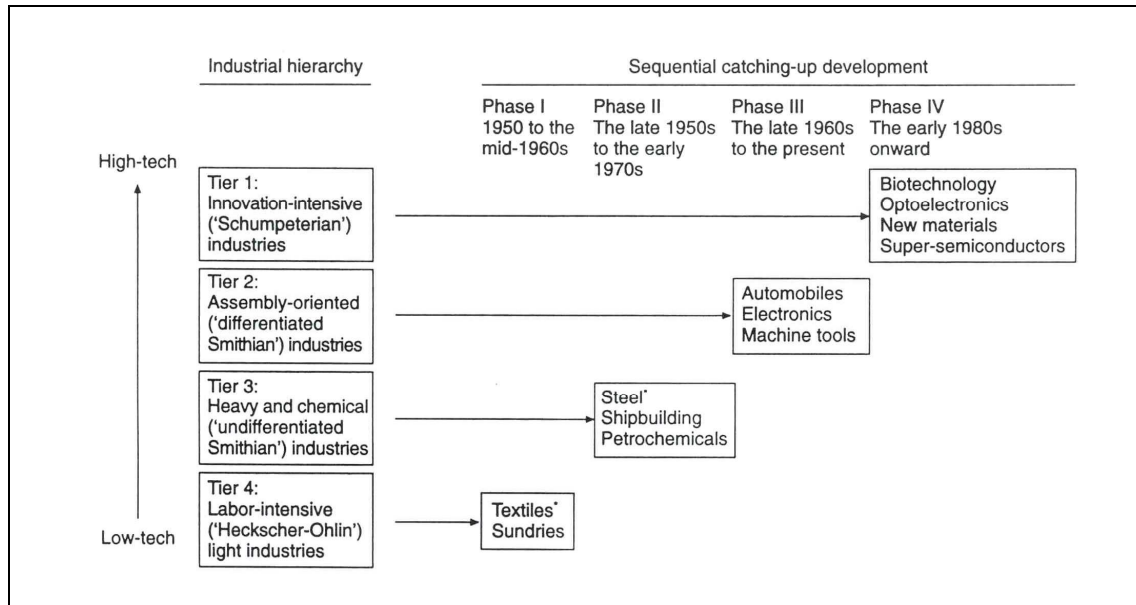 Industrial hierarchy
Sequential catching-up development
Phase I
1950 to the
mid-1960s
Phase II
The late 1950s
to the early
1970s
Phase III
The late 1960s
to the present
Phase IV
The early 1980s
onward
High-tech
Tier 1:
Innovation-intensive
('Schumpeterian')
industries
Biotechnology
Optoelectronics
New materials
Super-semiconductors
Tier 2:
Assembly-oriented
('differentiated
Smithian') industries
Automobiles
Electronics
Machine tools
Tier 3:
Heavy and chemical
('undifferentiated
Smithian') industries
Steel*
Shipbuilding
Petrochemicals
Tier 4:
Labor-intensive
('Heckscher-Ohlin')
light industries
Textiles*
Sundries
Low-tech